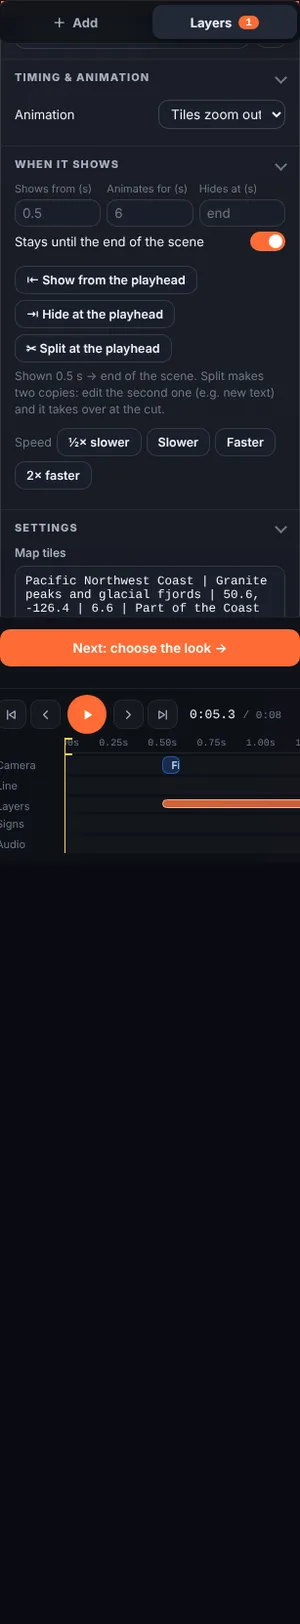 + Add
Layers 1
TIMING & ANIMATION
Animation
Tiles zoom out
WHEN IT SHOWS
Shows from (s) Animates for (s) Hides at (s)
0.5 6 end
Stays until the end of the scene
⇤ Show from the playhead
⇥ Hide at the playhead
✂ Split at the playhead
Shown 0.5 s → end of the scene. Split makes
two copies: edit the second one (e.g. new text)
and it takes over at the cut.
Speed ½× slower Slower Faster
2× faster
SETTINGS
Map tiles
Pacific Northwest Coast | Granite
peaks and glacial fjords | 50.6,
-126.4 | 6.6 | Part of the Coast
Next: choose the look →
0:05.3 / 0:08
0.25s 0.50s 0.75s 1.00s
Camera
Line
Layers
Signs
Audio